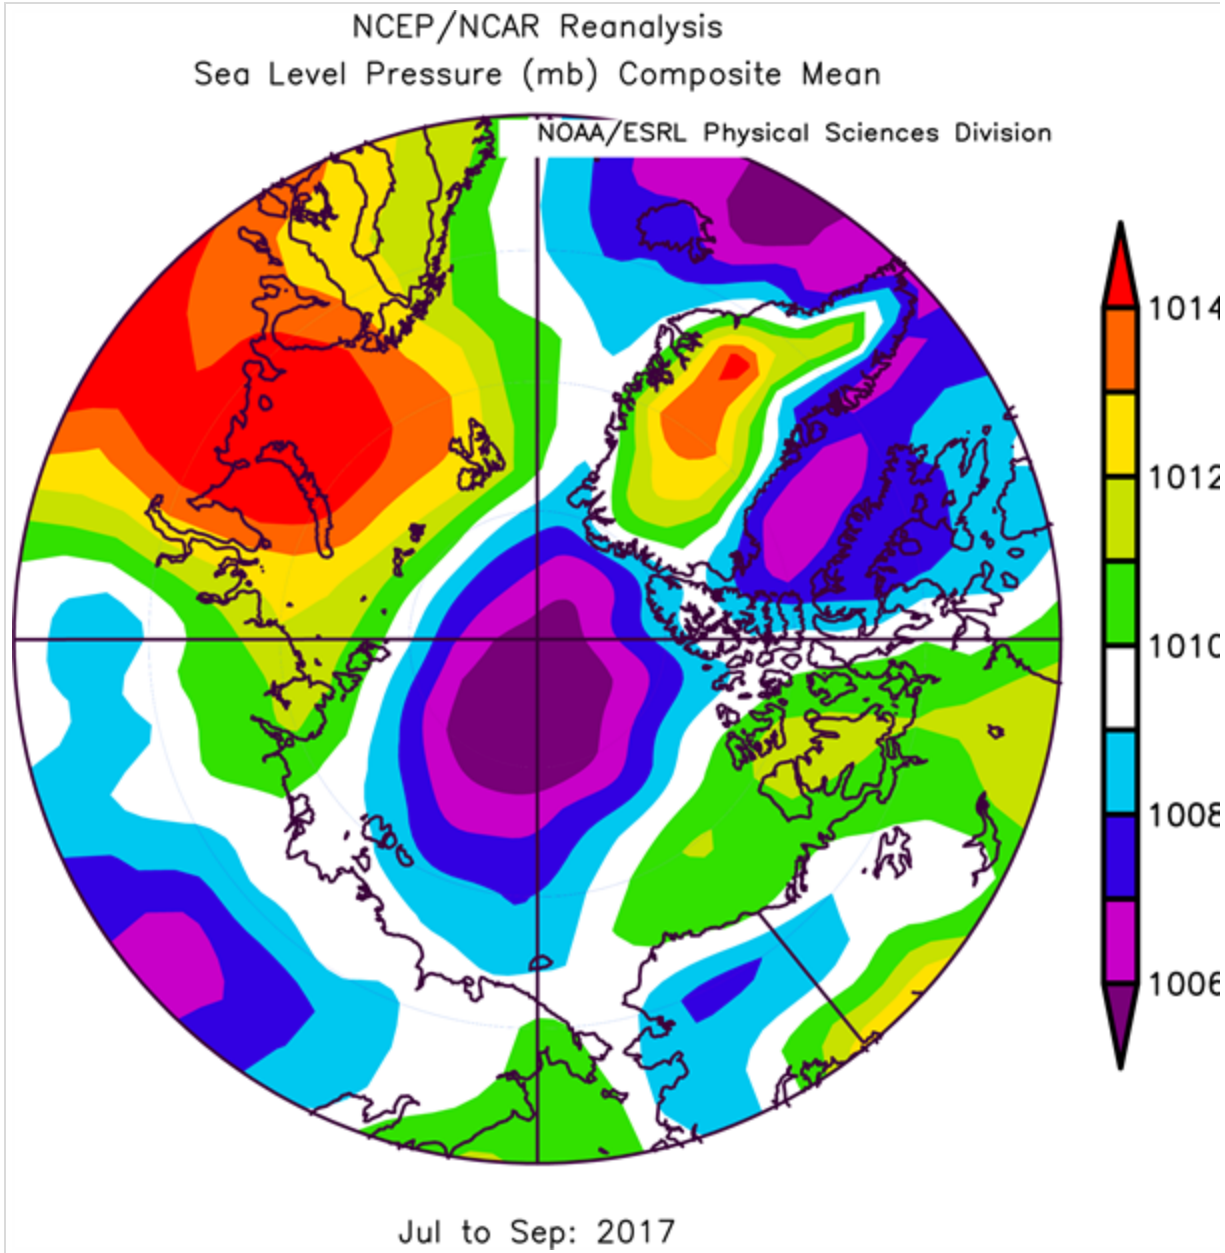 NCEP/NCAR Reanalysis
Sea Level Pressure (mb) Composite Mean
NOAA/ESRL Physical Sciences Division
1014
1012
1010
1008
1006
Jul to Sep: 2017